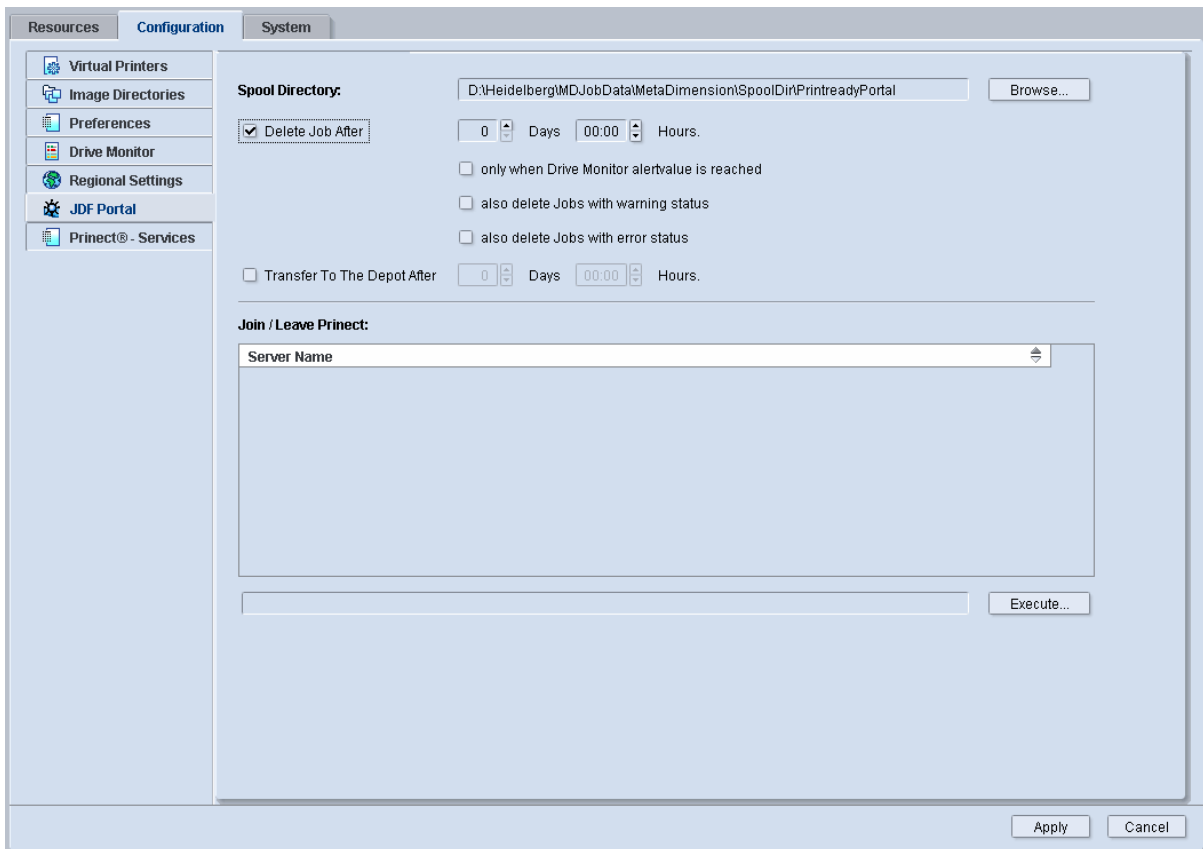 Resources Configuration System
Virtual Printers
Image Directories
Preferences
Drive Monitor
Regional Settings
JDF Portal
Prinect® - Services
Spool Directory: D:\Heidelberg\MDJobData\MetaDimension\SpoolDir\PrintreadyPortal Browse...
Delete Job After 0 Days 00:00 Hours.
only when Drive Monitor alertvalue is reached
also delete Jobs with warning status
also delete Jobs with error status
Transfer To The Depot After 0 Days 00:00 Hours.
Join / Leave Prinect:
Server Name
Execute...
Apply Cancel